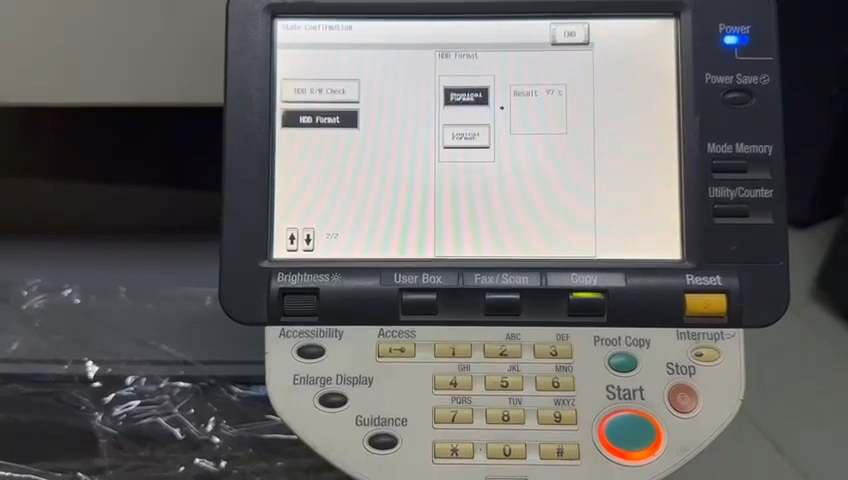 State Confirmation
END
HDD Format
HDD R/W Check
Physical
Format
Result 97 %
HDD Format
Logical
Format
2/2
Power
Power Save
Mode Memory
Utility/Counter
Brightness
User Box
Fax/Scan
Copy
Reset
Accessibility
Access
ABC
DEF
1
2
3
Proof Copy
Interrupt
Enlarge Display
GHI
JKL
MNO
4
5
6
Start
Stop
Guidance
PQRS
TUV
WXYZ
7
8
9
*
0
#